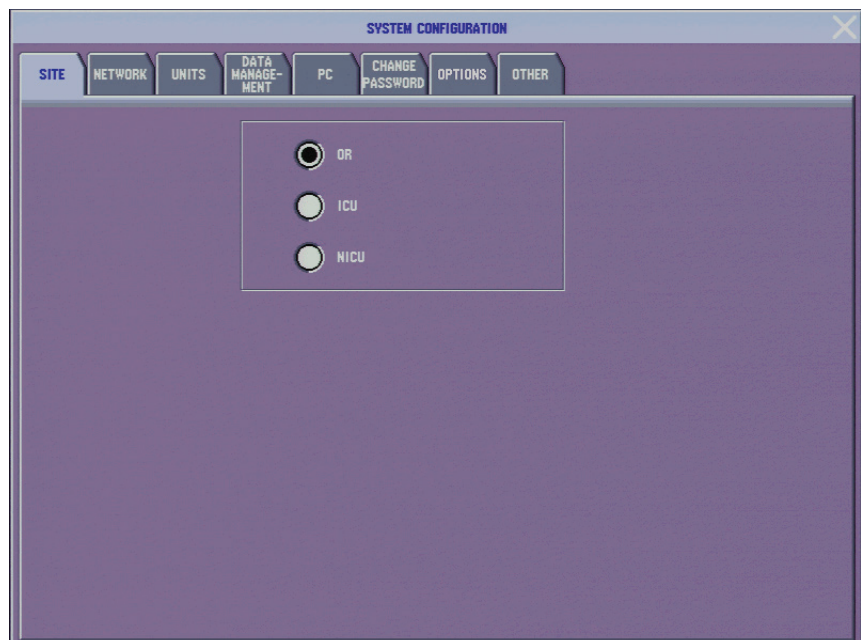 SYSTEM CONFIGURATION
SITE
NETWORK
UNITS
DATA
MANAGE-
MENT
PC
CHANGE
PASSWORD
OPTIONS
OTHER
OR
ICU
NICU